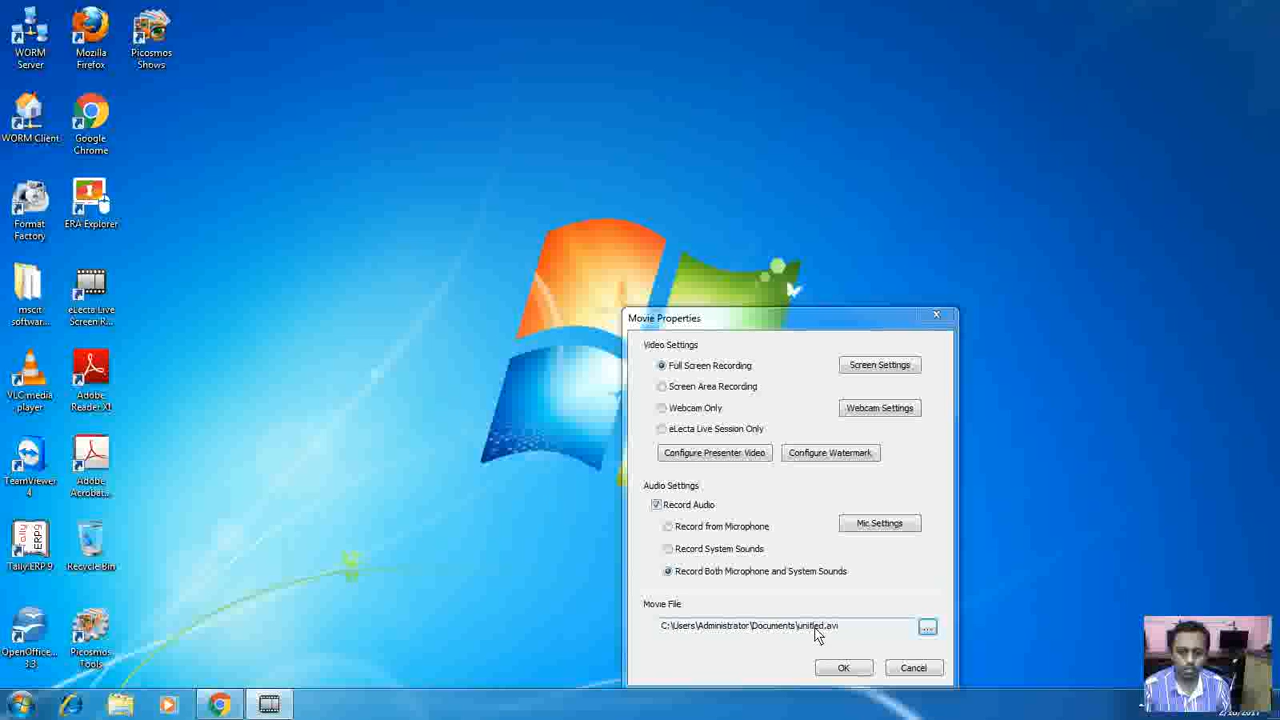 WORM
Server
Mozilla
Firefox
Picosmos
Shows
WORM Client
Google
Chrome
Format
Factory
ERA Explorer
mscit
software...
eLecta Live
Screen R...
VLC media
player
Adobe
Reader XI
TeamViewer
4
Adobe
Acrobat...
Tally
ERP.9
Tally.ERP 9
Recycle Bin
OpenOffice...
3.3
Picosmos
Tools
Movie Properties
Video Settings
Full Screen Recording
Screen Settings
Screen Area Recording
Webcam Only
Webcam Settings
eLecta Live Session Only
Configure Presenter Video
Configure Watermark
Audio Settings
Record Audio
Record from Microphone
Mic Settings
Record System Sounds
Record Both Microphone and System Sounds
Movie File
C:\Users\Administrator\Documents\untitled.avi
...
OK
Cancel